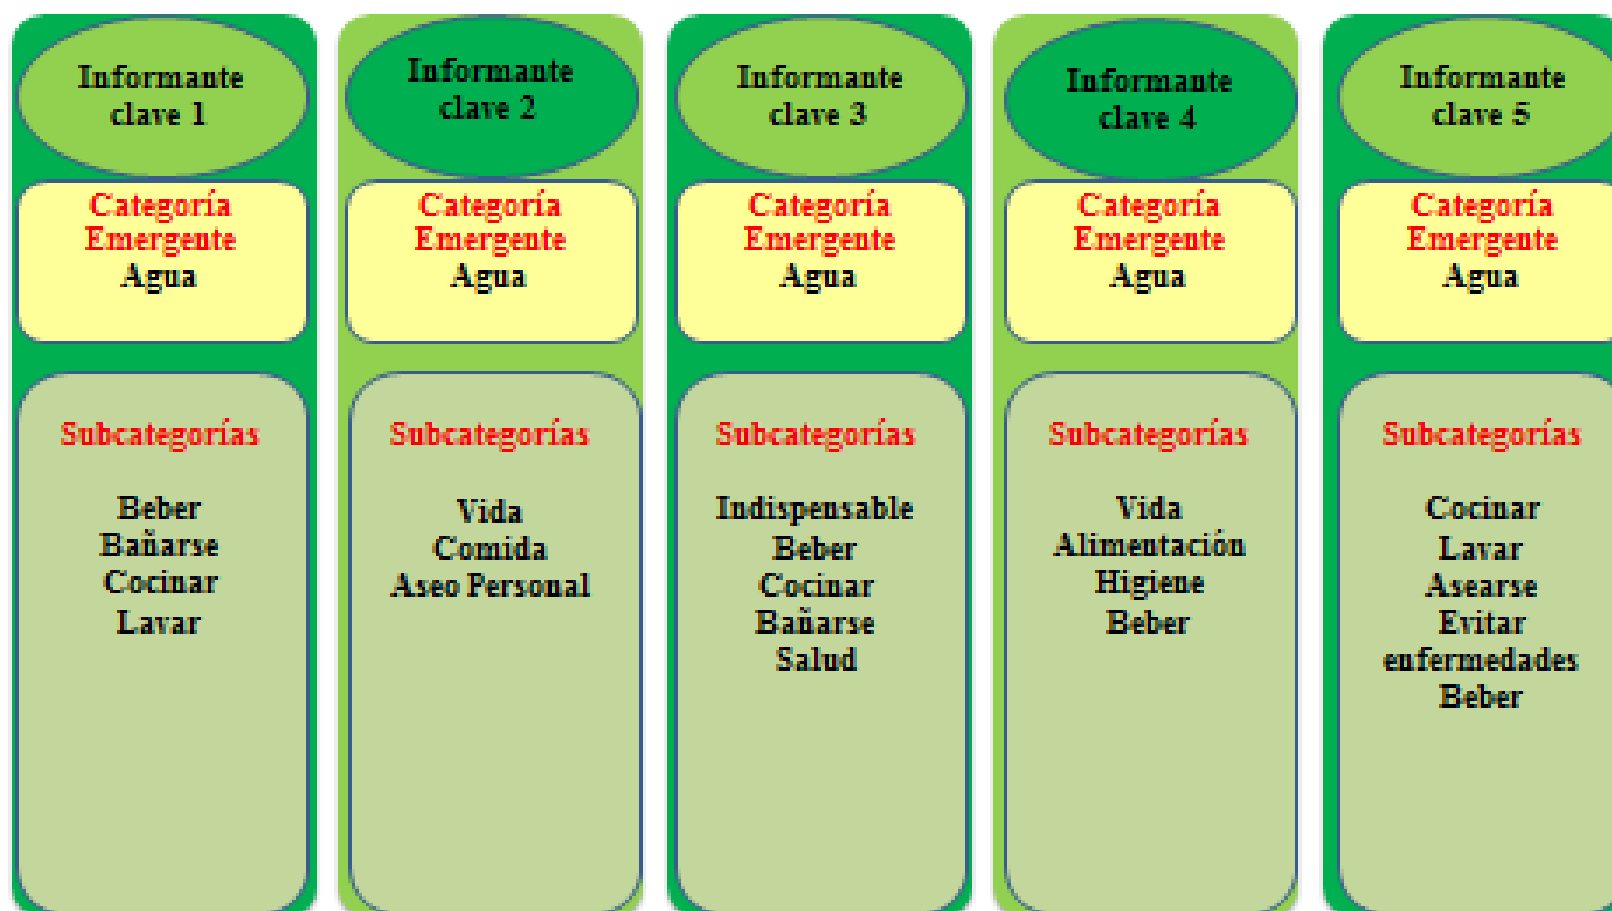 Informante
clave 1
Categoría
Emergente
Agua
Subcategorías
Beber
Bañarse
Cocinar
Lavar
Informante
clave 2
Categoría
Emergente
Agua
Subcategorías
Vida
Comida
Aseo Personal
Informante
clave 3
Categoría
Emergente
Agua
Subcategorías
Indispensable
Beber
Cocinar
Bañarse
Salud
Informante
clave 4
Categoría
Emergente
Agua
Subcategorías
Vida
Alimentación
Higiene
Beber
Informante
clave 5
Categoría
Emergente
Agua
Subcategorías
Cocinar
Lavar
Asearse
Evitar
enfermedades
Beber